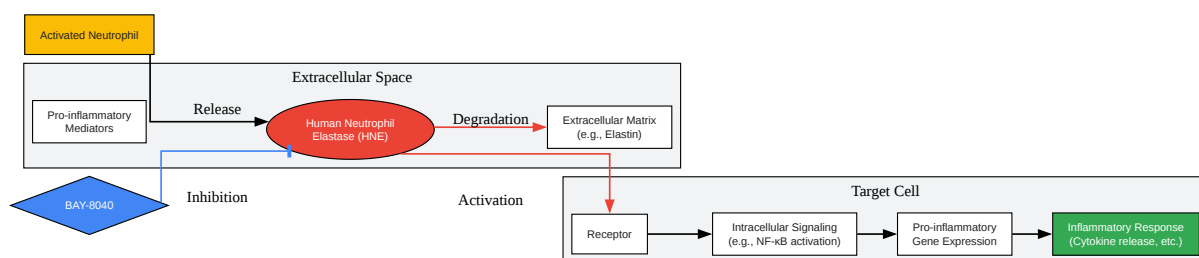 Activated Neutrophil
Extracellular Space
Pro-inflammatory
Mediators
Release
Human Neutrophil
Elastase (HNE)
Degradation
Extracellular Matrix
(e.g., Elastin)
BAY-8040
Inhibition
Activation
Target Cell
Receptor
Intracellular Signaling
(e.g., NF-κB activation)
Pro-inflammatory
Gene Expression
Inflammatory Response
(Cytokine release, etc.)